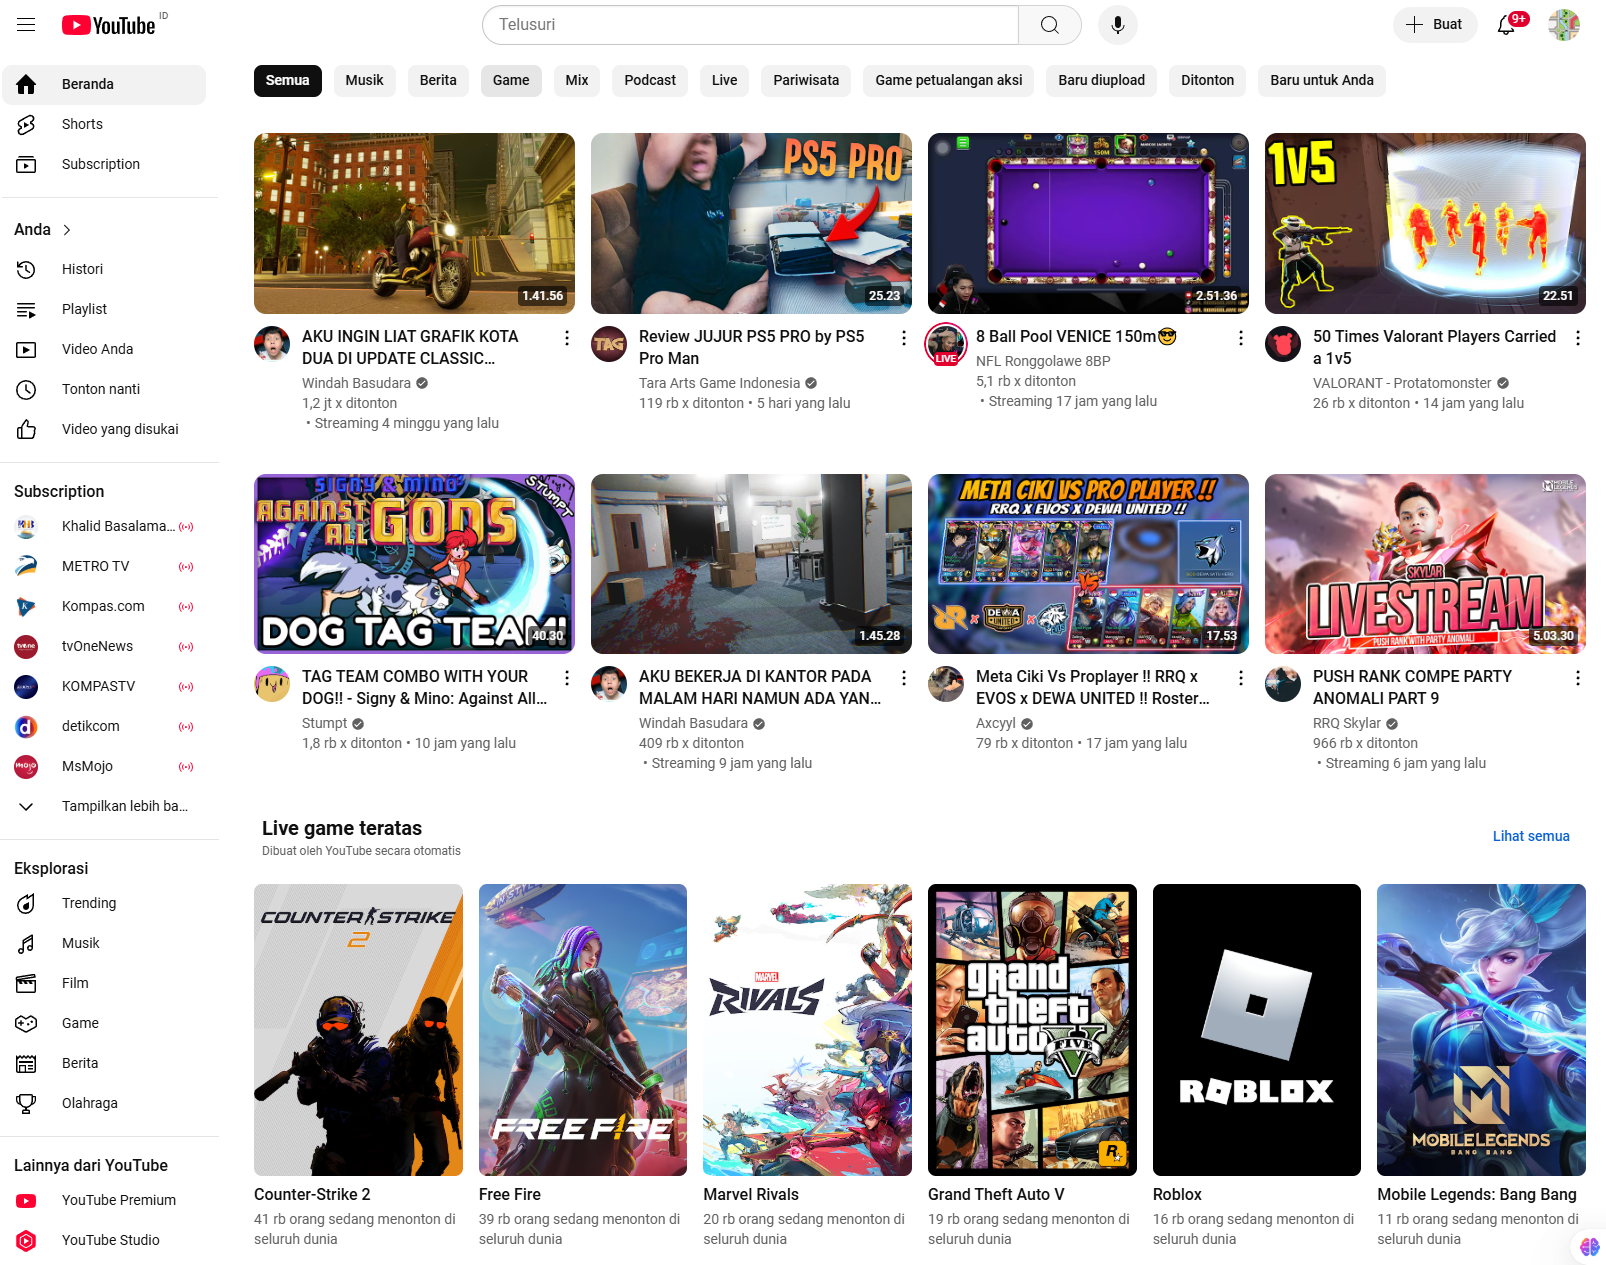 YouTube
ID
Telusuri
Buat
9+
Beranda
Shorts
Subscription
Anda
Histori
Playlist
Video Anda
Tonton nanti
Video yang disukai
Subscription
Khalid Basalama...
METRO TV
Kompas.com
tvOneNews
KOMPASTV
detikcom
MsMojo
Tampilkan lebih ba...
Eksplorasi
Trending
Musik
Film
Game
Berita
Olahraga
Lainnya dari YouTube
YouTube Premium
YouTube Studio
Semua
Musik
Berita
Game
Mix
Podcast
Live
Pariwisata
Game petualangan aksi
Baru diupload
Ditonton
Baru untuk Anda
1.41.56
AKU INGIN LIAT GRAFIK KOTA
DUA DI UPDATE CLASSIC...
Windah Basudara
1,2 jt x ditonton
• Streaming 4 minggu yang lalu
PS5 PRO
25.23
TAG
Review JUJUR PS5 PRO by PS5
Pro Man
Tara Arts Game Indonesia
119 rb x ditonton • 5 hari yang lalu
150M
2.51.36
LIVE
8 Ball Pool VENICE 150m😎
NFL Ronggolawe 8BP
5,1 rb x ditonton
• Streaming 17 jam yang lalu
1v5
22.51
50 Times Valorant Players Carried
a 1v5
VALORANT - Protatomonster
26 rb x ditonton • 14 jam yang lalu
SIGNY & MINO
STUMPT
AGAINST
ALL GODS
DOG TAG TEAM!
40.30
TAG TEAM COMBO WITH YOUR
DOG!! - Signy & Mino: Against All...
Stumpt
1,8 rb x ditonton • 10 jam yang lalu
1.45.28
AKU BEKERJA DI KANTOR PADA
MALAM HARI NAMUN ADA YAN...
Windah Basudara
409 rb x ditonton
• Streaming 9 jam yang lalu
META CIKI VS PRO PLAYER !!
RRQ X EVOS X DEWA UNITED !!
VS
17.53
Meta Ciki Vs Proplayer !! RRQ x
EVOS x DEWA UNITED !! Roster...
Axcyyl
79 rb x ditonton • 17 jam yang lalu
MOBILE
LEGENDS
SKYLAR
LIVESTREAM
PUSH RANK WITH PARTY ANOMALI
5.03.30
PUSH RANK COMPE PARTY
ANOMALI PART 9
RRQ Skylar
966 rb x ditonton
• Streaming 6 jam yang lalu
Live game teratas
Dibuat oleh YouTube secara otomatis
Lihat semua
COUNTER STRIKE
2
Counter-Strike 2
41 rb orang sedang menonton di
seluruh dunia
FREE FIRE
Free Fire
39 rb orang sedang menonton di
seluruh dunia
MARVEL
RIVALS
Marvel Rivals
20 rb orang sedang menonton di
seluruh dunia
grand
theft
auto
V
FIVE
R
Grand Theft Auto V
19 rb orang sedang menonton di
seluruh dunia
ROBLOX
Roblox
16 rb orang sedang menonton di
seluruh dunia
MOBILE LEGENDS
BANG BANG
Mobile Legends: Bang Bang
11 rb orang sedang menonton di
seluruh dunia